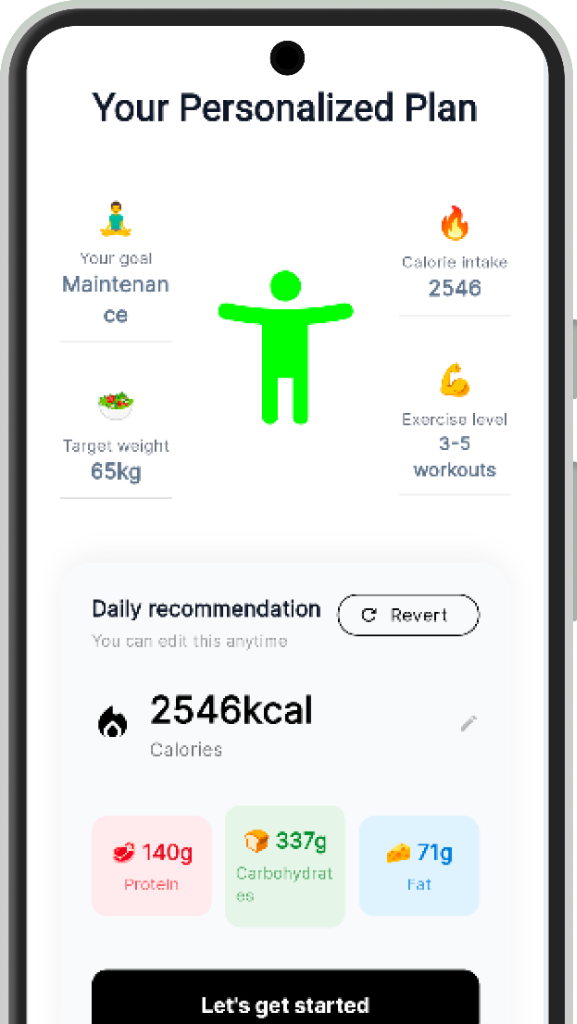 Your Personalized Plan
Your goal
Maintenan
ce
Calorie intake
2546
Target weight
65kg
Exercise level
3-5
workouts
Daily recommendation
Revert
You can edit this anytime
2546kcal
Calories
140g
Protein
337g
Carbohydrat
es
71g
Fat
Let's get started